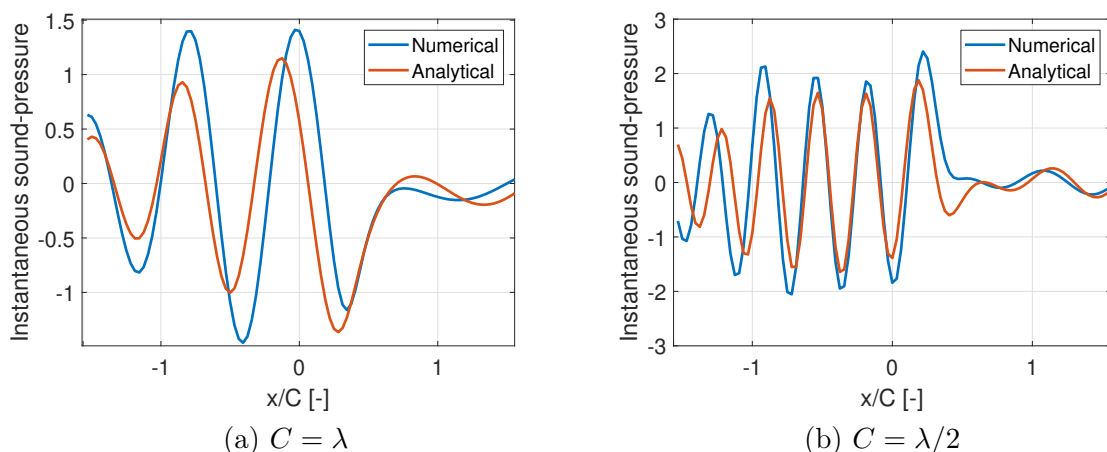 Instantaneous sound-pressure
1.5
1
0.5
0
-0.5
-1
-1
0
1
x/C [-]
Numerical
Analytical
(a) C = λ
Instantaneous sound-pressure
3
2
1
0
-1
-2
-3
-1
0
1
x/C [-]
Numerical
Analytical
(b) C = λ/2